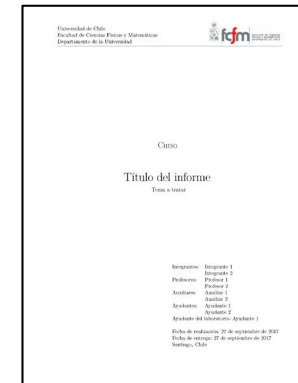 Universidad de Chile
Facultad de Ciencias Físicas y Matemáticas
Departamento de la Universidad
fcfm
Curso
Título del informe
Tema a tratar
Integrantes: Integrante 1
Integrante 2
Profesores: Profesor 1
Profesor 2
Auxiliares: Auxiliar 1
Auxiliar 2
Ayudantes: Ayudante 1
Ayudante 2
Ayudante del laboratorio: Ayudante 1
Fecha de realización: 27 de septiembre de 2017
Fecha de entrega: 27 de septiembre de 2017
Santiago, Chile